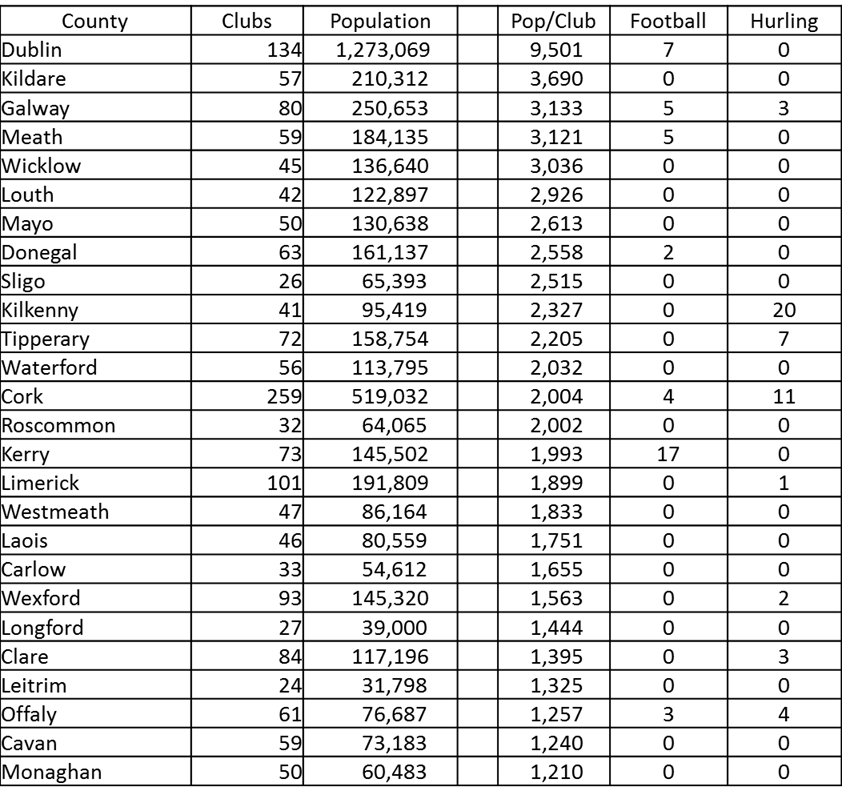 County Clubs Population Pop/Club Football Hurling
Dublin 134 1,273,069 9,501 7 0
Kildare 57 210,312 3,690 0 0
Galway 80 250,653 3,133 5 3
Meath 59 184,135 3,121 5 0
Wicklow 45 136,640 3,036 0 0
Louth 42 122,897 2,926 0 0
Mayo 50 130,638 2,613 0 0
Donegal 63 161,137 2,558 2 0
Sligo 26 65,393 2,515 0 0
Kilkenny 41 95,419 2,327 0 20
Tipperary 72 158,754 2,205 0 7
Waterford 56 113,795 2,032 0 0
Cork 259 519,032 2,004 4 11
Roscommon 32 64,065 2,002 0 0
Kerry 73 145,502 1,993 17 0
Limerick 101 191,809 1,899 0 1
Westmeath 47 86,164 1,833 0 0
Laois 46 80,559 1,751 0 0
Carlow 33 54,612 1,655 0 0
Wexford 93 145,320 1,563 0 2
Longford 27 39,000 1,444 0 0
Clare 84 117,196 1,395 0 3
Leitrim 24 31,798 1,325 0 0
Offaly 61 76,687 1,257 3 4
Cavan 59 73,183 1,240 0 0
Monaghan 50 60,483 1,210 0 0